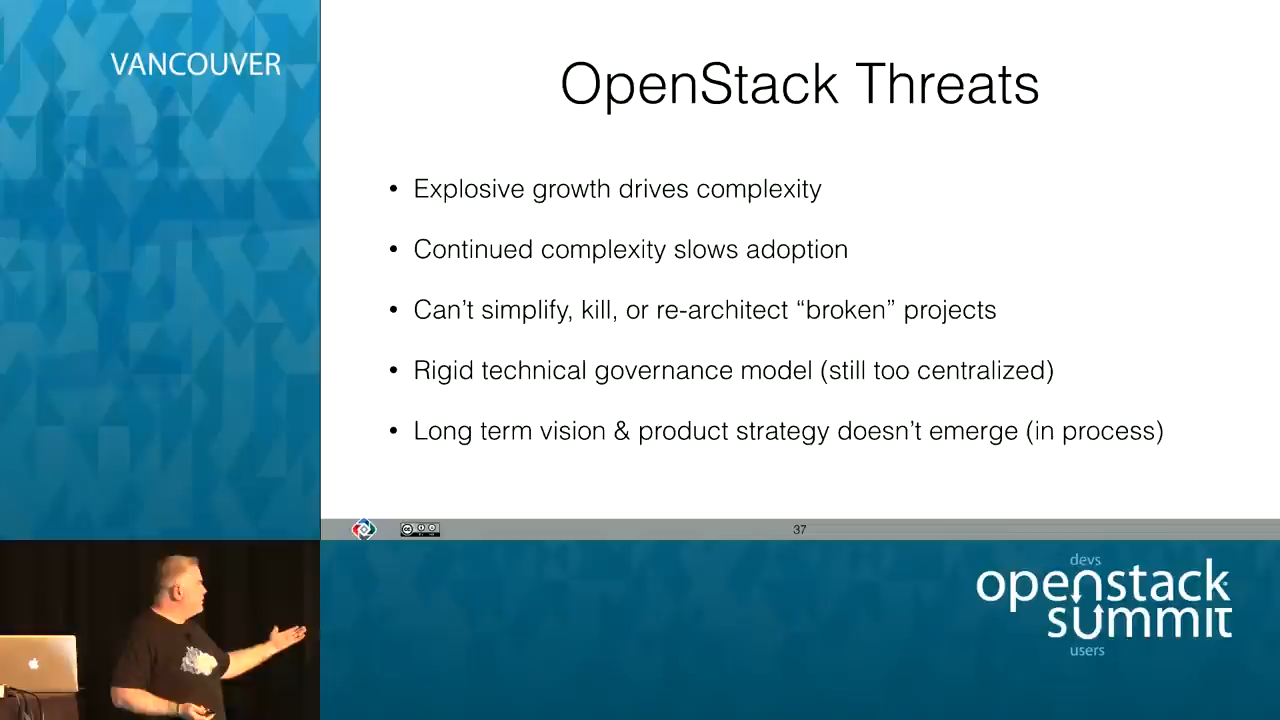 VANCOUVER
OpenStack Threats
• Explosive growth drives complexity
• Continued complexity slows adoption
• Can't simplify, kill, or re-architect “broken” projects
• Rigid technical governance model (still too centralized)
• Long term vision & product strategy doesn't emerge (in process)
37
devs
openstack
summit
users